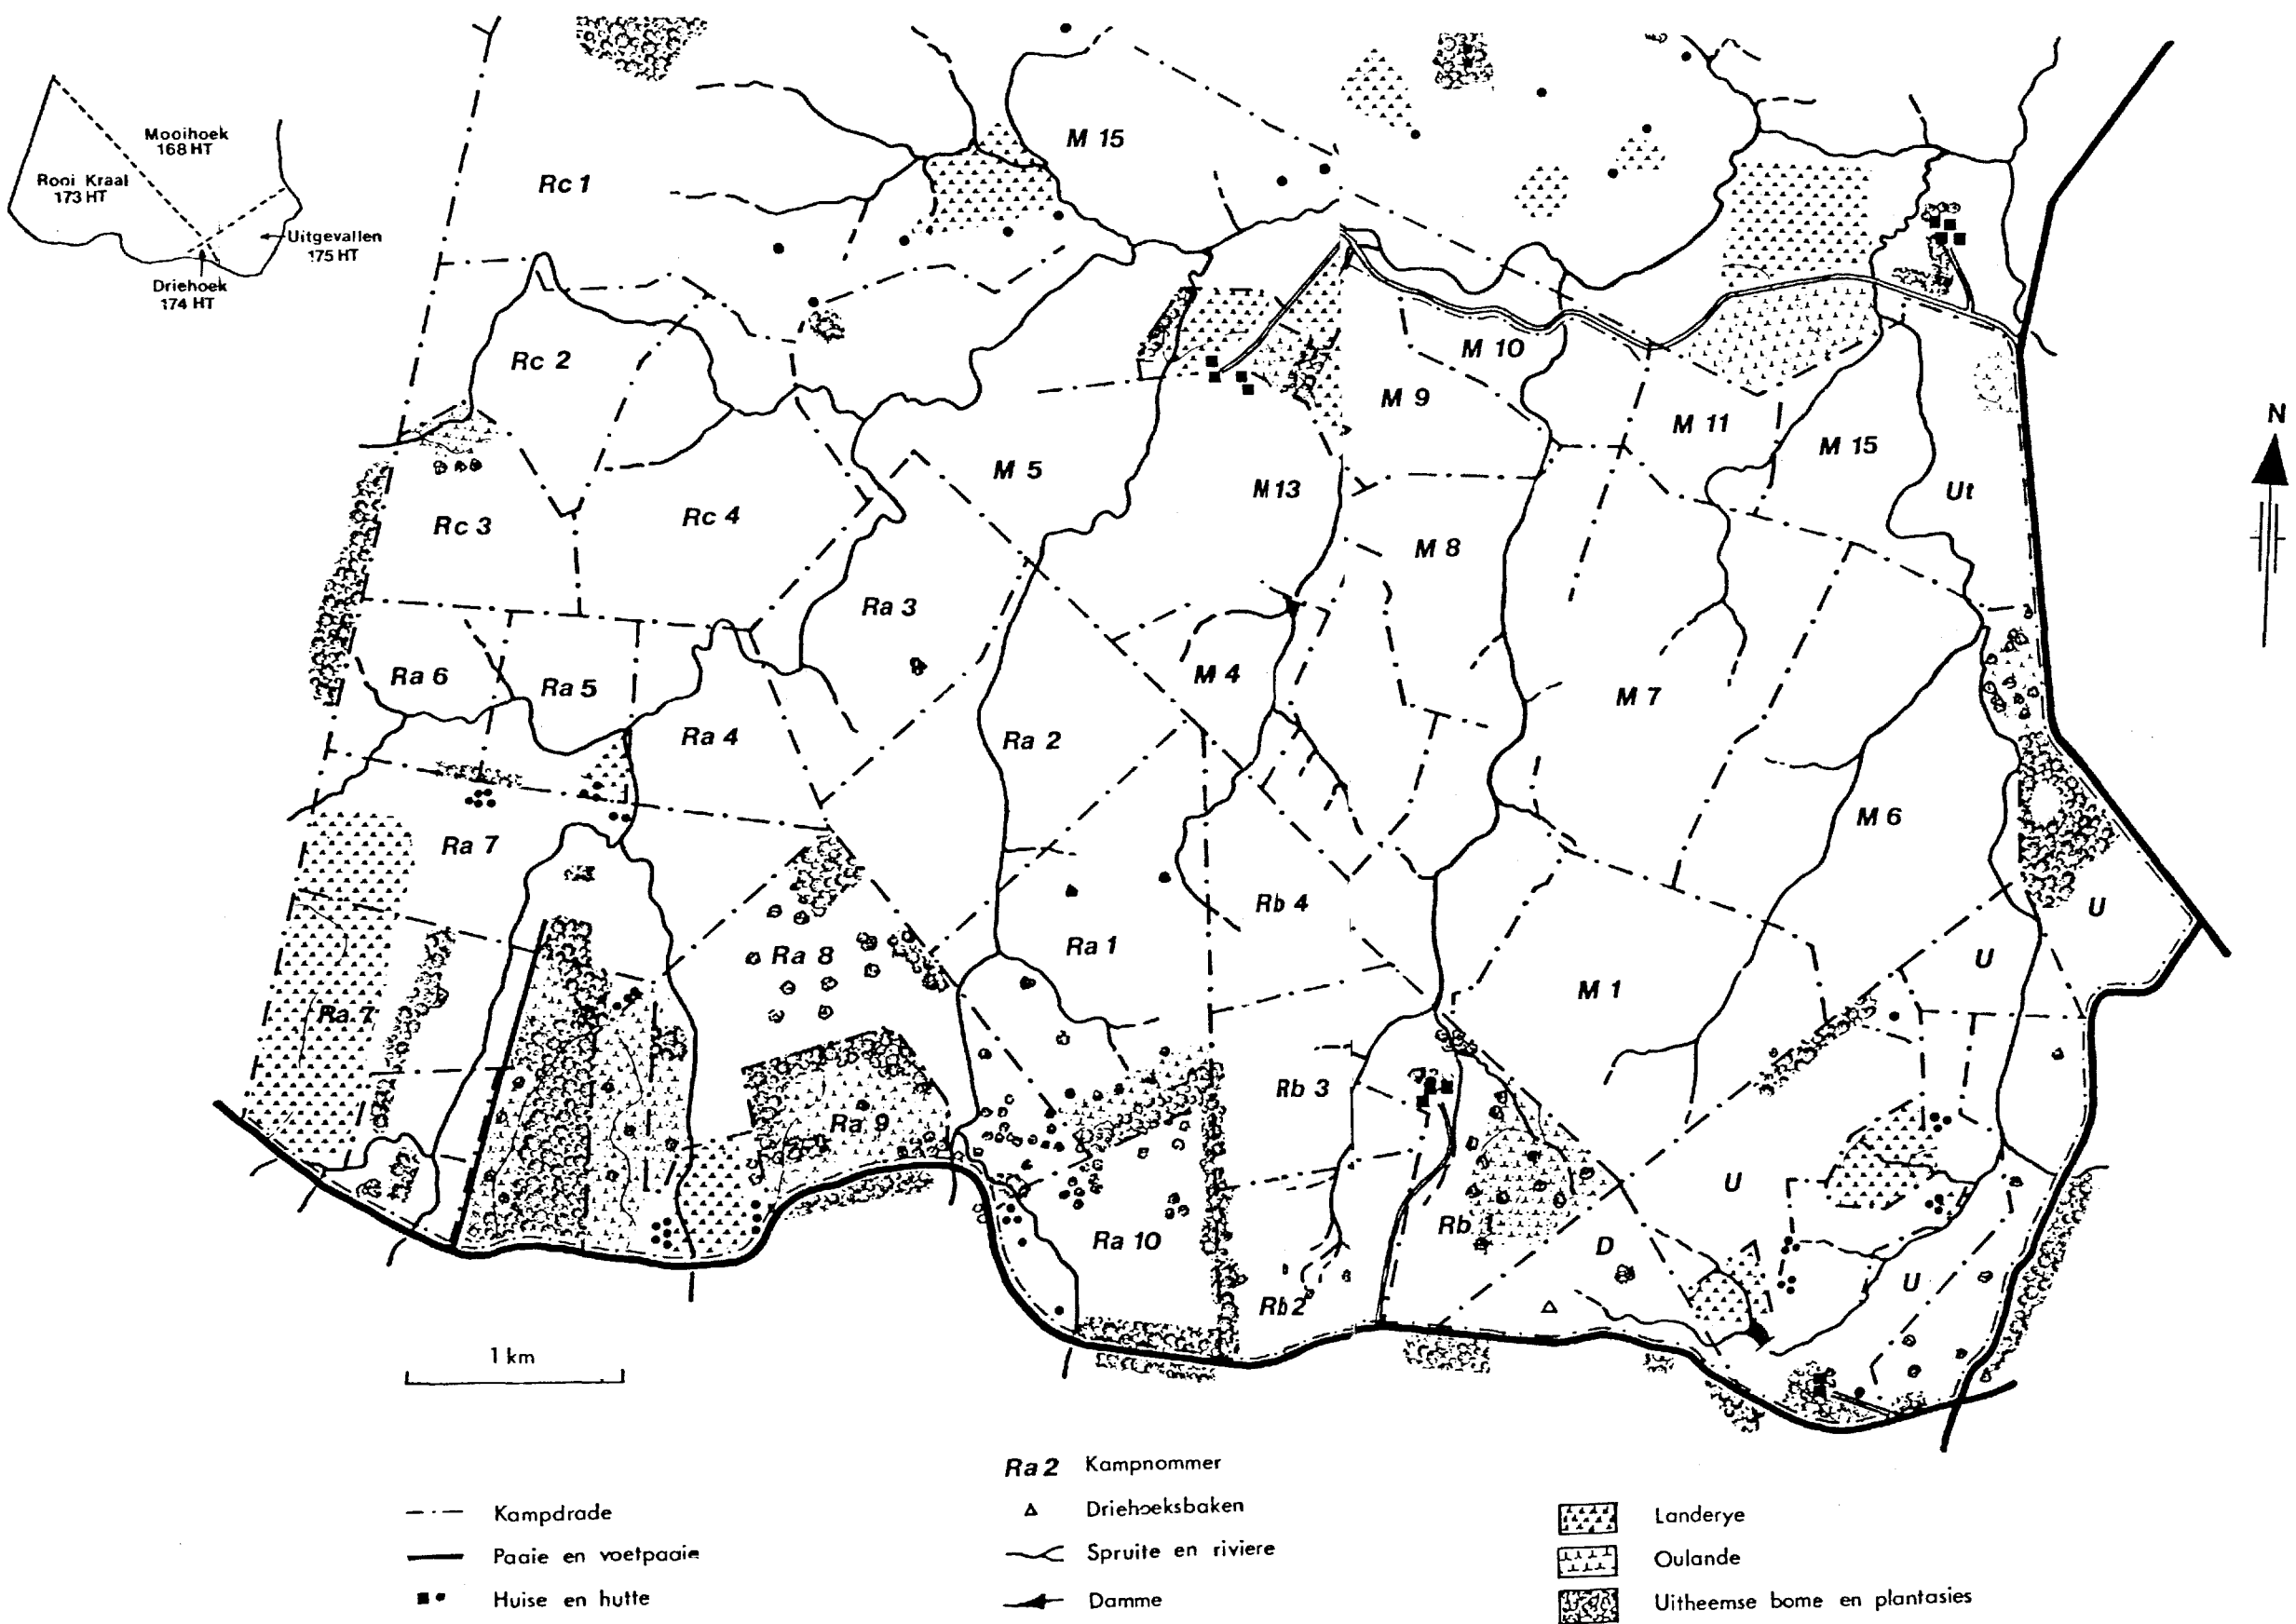 Mooihoek
168 HT
Rooi Kraal
173 HT
Uitgevallen
175 HT
Driehoek
174 HT
M 15
Rc 1
Rc 2
M 10
M 9
M 11
M 15
N
M 5
M 13
Ut
Rc 3
Rc 4
M 8
Ra 3
Ra 6
Ra 5
M 4
M 7
Ra 4
Ra 2
M 6
Ra 7
Rb 4
U
Ra 8
Ra 1
U
M 1
Ra 7
Rb 3
Ra 9
U
Rb 1
Ra 10
D
U
Rb 2
1 km
Ra 2 Kampnommer
Kampdrade
Driehoeksbaken
Landerye
Paaie en voetpaaie
Spruite en riviere
Oulande
Huise en hutte
Damme
Uitheemse bome en plantasies